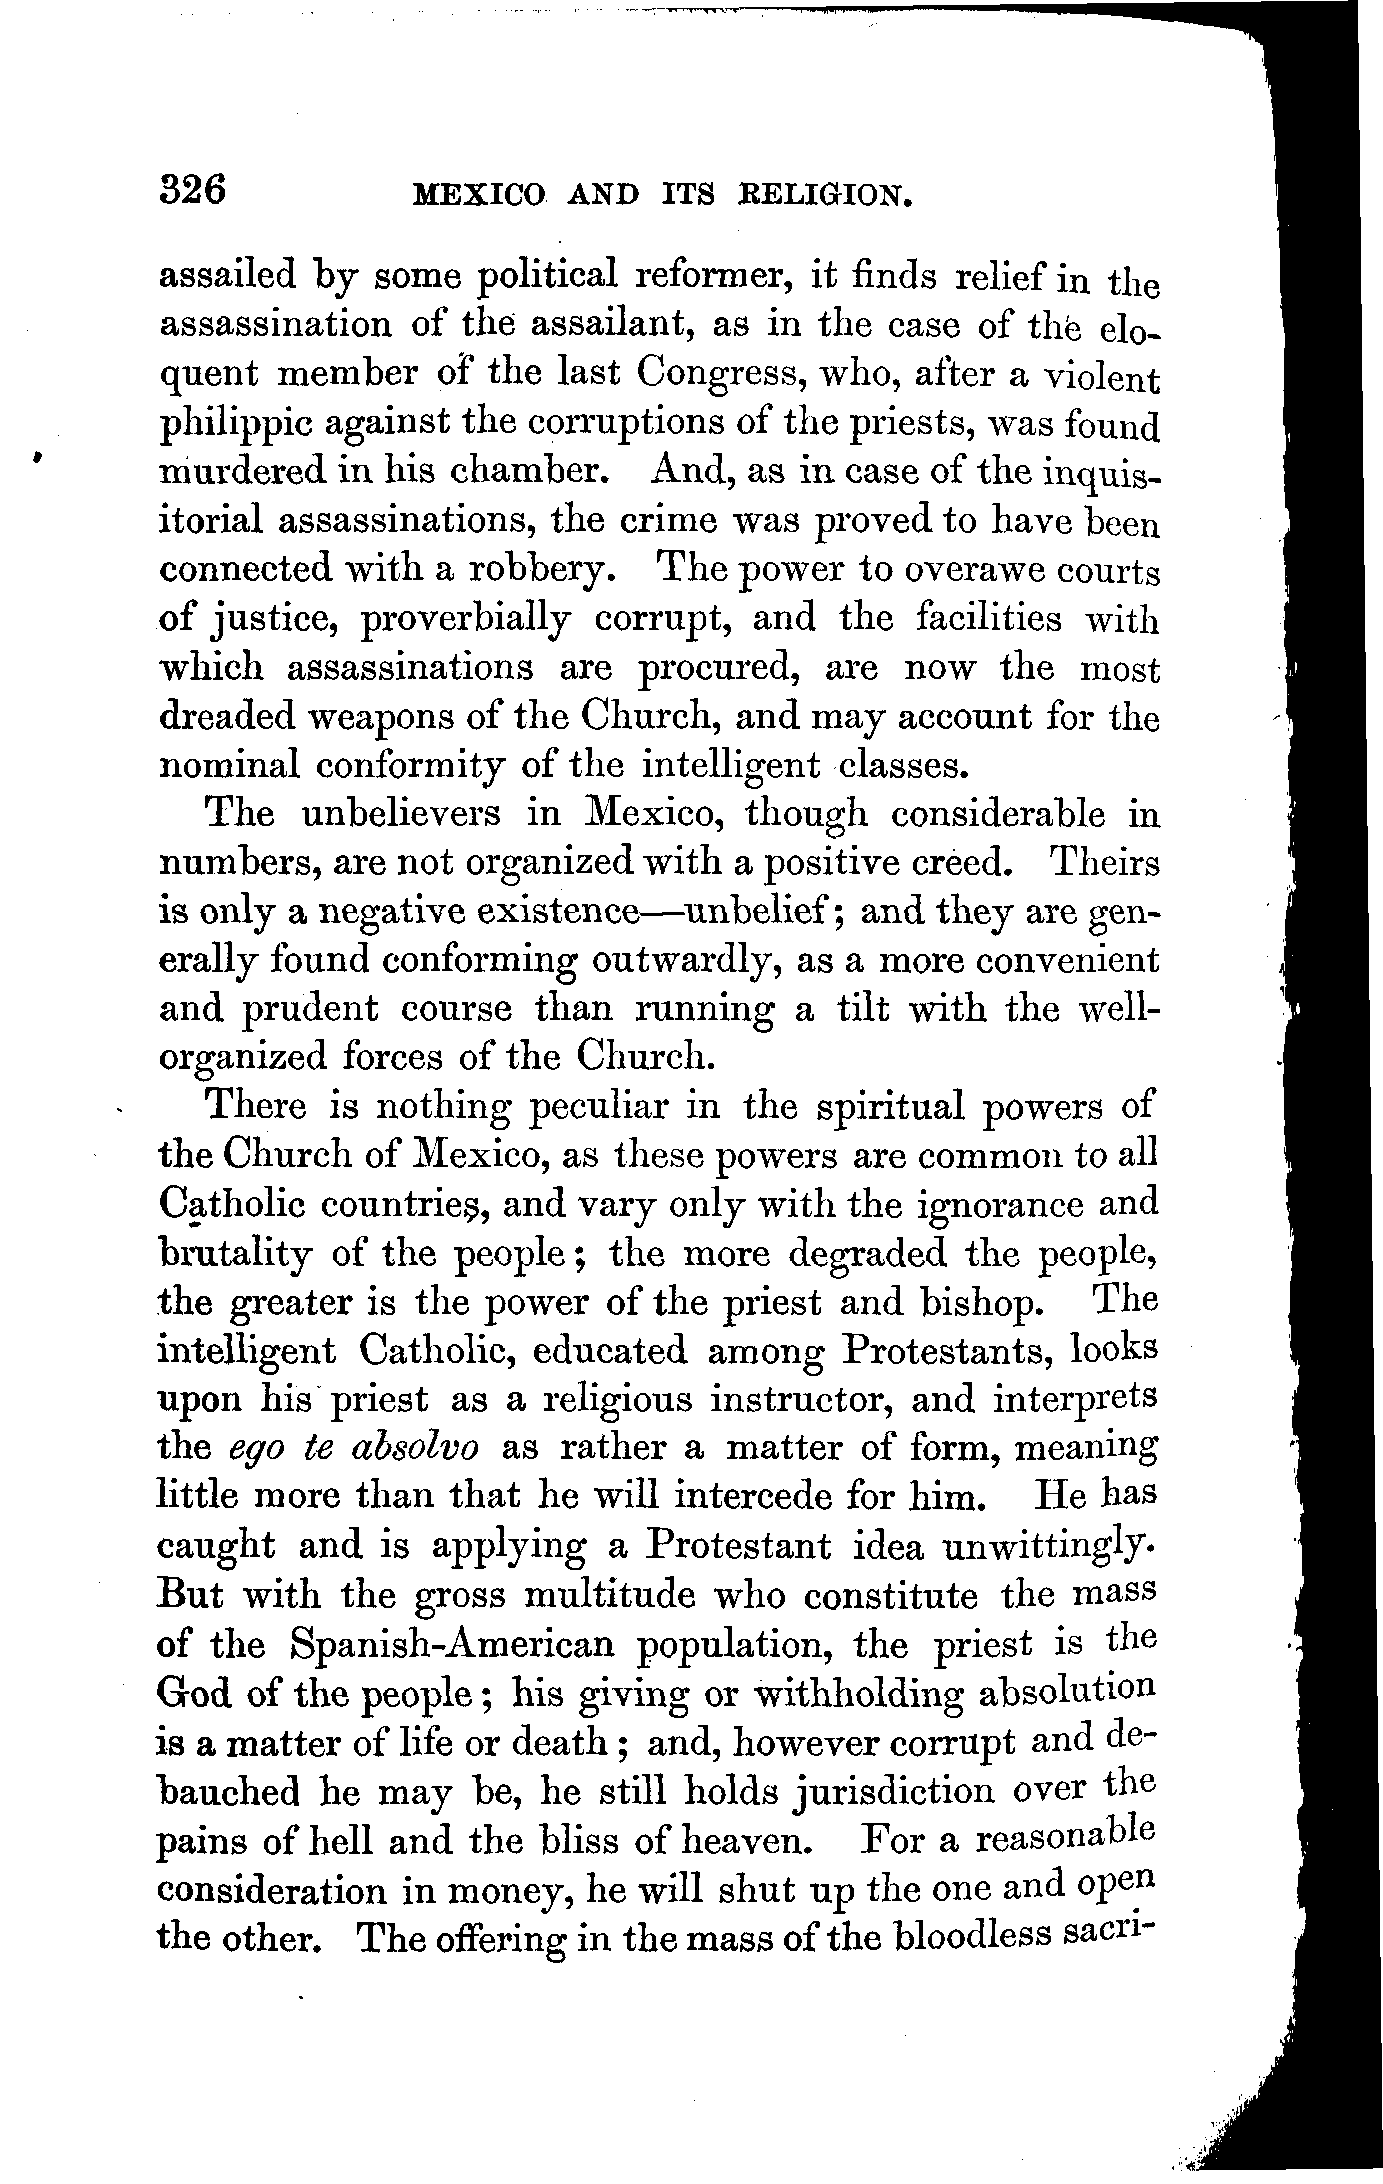 326 MEXICO AND ITS RELIGION.
assailed by some political reformer, it finds relief in the
assassination of the assailant, as in the case of the elo-
quent member of the last Congress, who, after a violent
philippic against the corruptions of the priests, was found
murdered in his chamber. And, as in case of the inquis-
itorial assassinations, the crime was proved to have been
connected with a robbery. The power to overawe courts
of justice, proverbially corrupt, and the facilities with
which assassinations are procured, are now the most
dreaded weapons of the Church, and may account for the
nominal conformity of the intelligent classes.
The unbelievers in Mexico, though considerable in
numbers, are not organized with a positive creed. Theirs
is only a negative existence—unbelief; and they are gen-
erally found conforming outwardly, as a more convenient
and prudent course than running a tilt with the well-
organized forces of the Church.
There is nothing peculiar in the spiritual powers of
the Church of Mexico, as these powers are common to all
Catholic countries, and vary only with the ignorance and
brutality of the people; the more degraded the people,
the greater is the power of the priest and bishop. The
intelligent Catholic, educated among Protestants, looks
upon his priest as a religious instructor, and interprets
the ego te absolvo as rather a matter of form, meaning
little more than that he will intercede for him. He has
caught and is applying a Protestant idea unwittingly.
But with the gross multitude who constitute the mass
of the Spanish-American population, the priest is the
God of the people; his giving or withholding absolution
is a matter of life or death; and, however corrupt and de-
bauched he may be, he still holds jurisdiction over the
pains of hell and the bliss of heaven. For a reasonable
consideration in money, he will shut up the one and open
the other. The offering in the mass of the bloodless sacri-